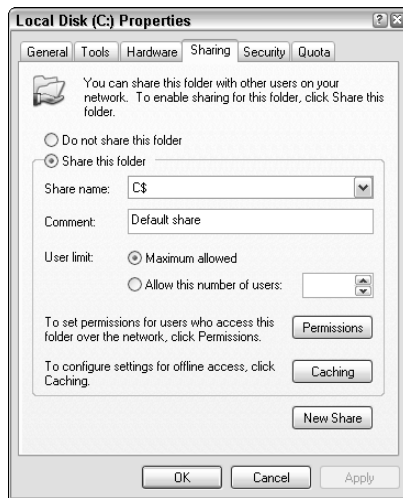 Local Disk (C:) Properties
General Tools Hardware Sharing Security Quota
You can share this folder with other users on your
network. To enable sharing for this folder, click Share this
folder.
Do not share this folder
Share this folder
Share name: C$
Comment: Default share
User limit: Maximum allowed
Allow this number of users:
To set permissions for users who access this
folder over the network, click Permissions.
Permissions
To configure settings for offline access, click
Caching.
Caching
New Share
OK Cancel Apply